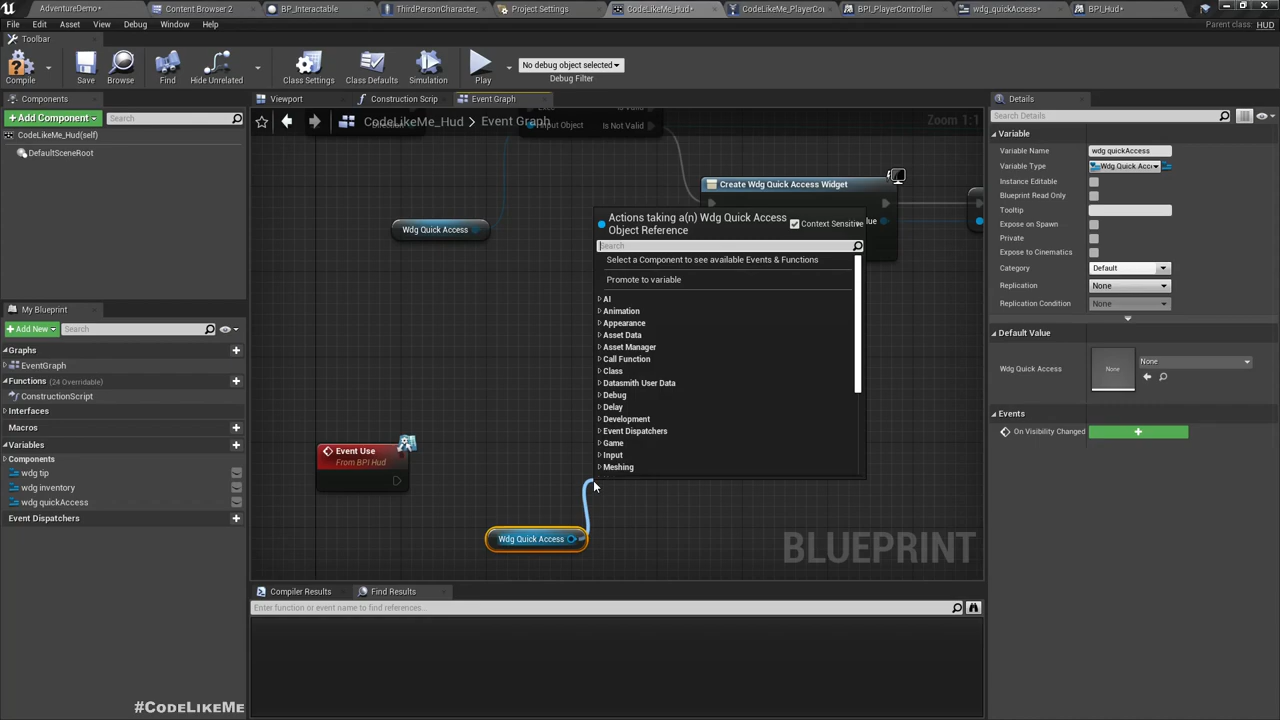 AdventureDemo*
Content Browser 2
BP_Interactable
ThirdPersonCharacter
Project Settings
CodeLikeMe_Hud*
CodeLikeMe_PlayerCo
BPI_PlayerController
wdg_quickAccess*
BPI_Hud*
File
Edit
Asset
View
Debug
Window
Help
Parent class: HUD
Toolbar
Compile
Save
Browse
Find
Hide Unrelated
Class Settings
Class Defaults
Simulation
Play
No debug object selected
Debug Filter
Components
+Add Component
Search
CodeLikeMe_Hud(self)
DefaultSceneRoot
My Blueprint
+Add New
Search
Graphs
EventGraph
Functions (24 Overridable)
ConstructionScript
Interfaces
Macros
Variables
Components
wdg tip
wdg inventory
wdg quickAccess
Event Dispatchers
Viewport
Construction Scrip
Event Graph
CodeLikeMe_Hud > Event Graph
Zoom 1:1
Input Object
Is Not Valid
Wdg Quick Access
Create Wdg Quick Access Widget
Actions taking a(n) Wdg Quick Access
Object Reference
Context Sensitive
Search
Select a Component to see available Events & Functions
Promote to variable
AI
Animation
Appearance
Asset Data
Asset Manager
Call Function
Class
Datasmith User Data
Debug
Delay
Development
Event Dispatchers
Game
Input
Meshing
Event Use
From BPI Hud
Wdg Quick Access
BLUEPRINT
Compiler Results
Find Results
Enter function or event name to find references...
Details
Search Details
Variable
Variable Name
wdg quickAccess
Variable Type
Wdg Quick Acc
Instance Editable
Blueprint Read Only
Tooltip
Expose on Spawn
Private
Expose to Cinematics
Category
Default
Replication
None
Replication Condition
None
Default Value
Wdg Quick Access
None
None
Events
On Visibility Changed
#CodeLikeMe